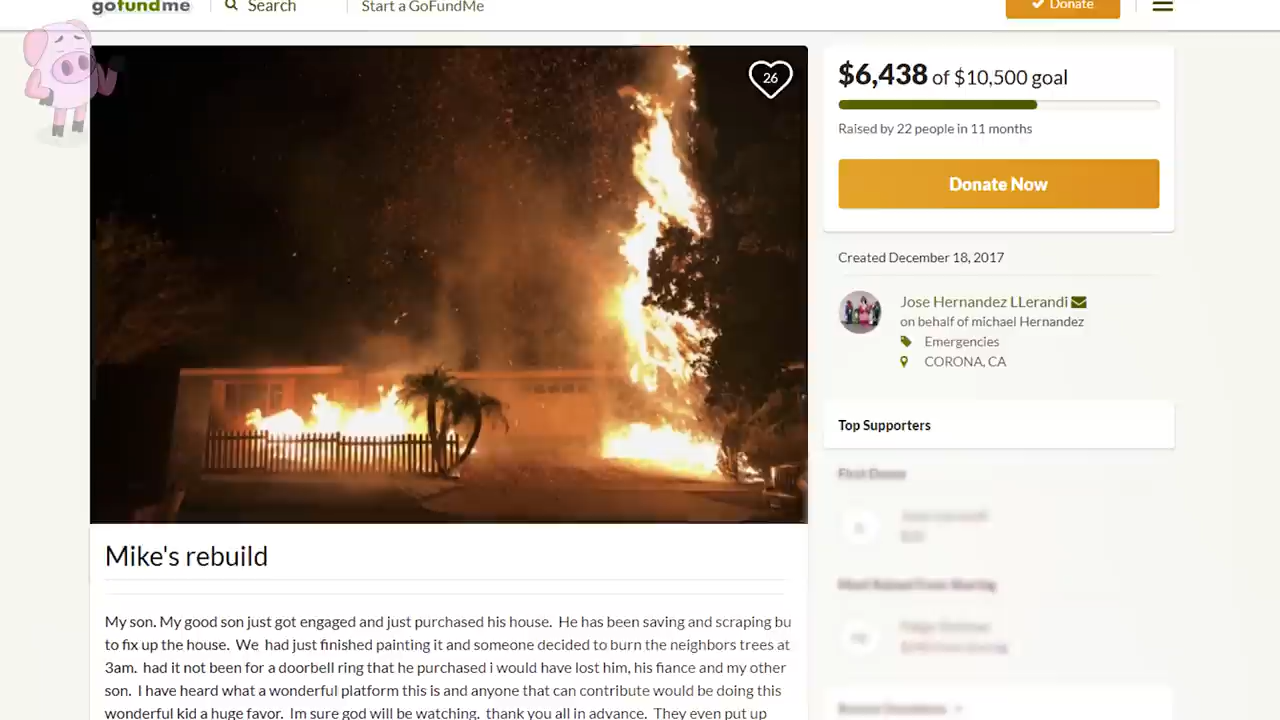 gofundme
Search
Start a GoFundMe
Donate
26
$6,438 of $10,500 goal
Raised by 22 people in 11 months
Donate Now
Created December 18, 2017
Jose Hernandez LLerandi
on behalf of michael Hernandez
Emergencies
CORONA, CA
Top Supporters
Mike's rebuild
My son. My good son just got engaged and just purchased his house. He has been saving and scraping bu
to fix up the house. We had just finished painting it and someone decided to burn the neighbors trees at
3am. had it not been for a doorbell ring that he purchased i would have lost him, his fiance and my other
son. I have heard what a wonderful platform this is and anyone that can contribute would be doing this
wonderful kid a huge favor. Im sure god will be watching. thank you all in advance. They even put up